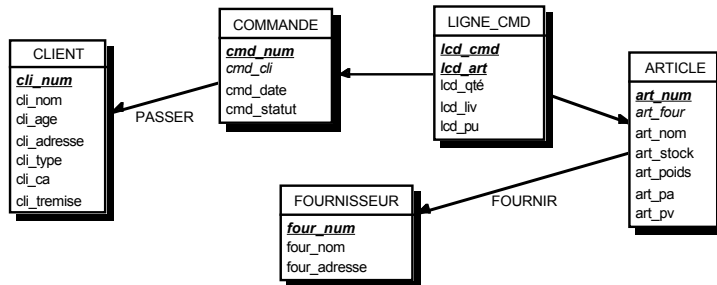 CLIENT
cli_num
cli_nom
cli_age
cli_adresse
cli_type
cli_ca
cli_tremise
PASSER
COMMANDE
cmd_num
cmd_cli
cmd_date
cmd_statut
LIGNE_CMD
lcd_cmd
lcd_art
lcd_qté
lcd_liv
lcd_pu
ARTICLE
art_num
art_four
art_nom
art_stock
art_poids
art_pa
art_pv
FOURNIR
FOURNISSEUR
four_num
four_nom
four_adresse